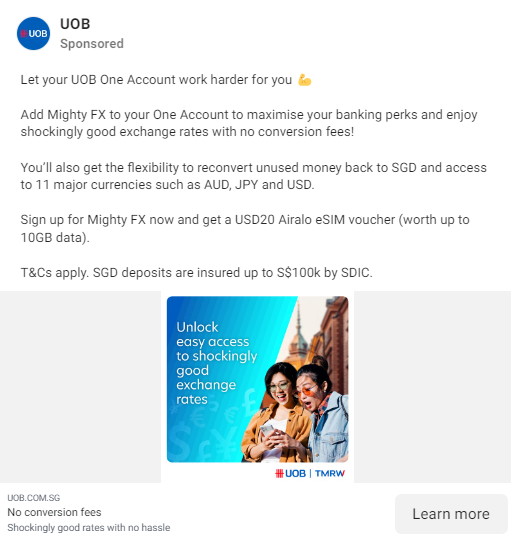 UOB
UOB
Sponsored
Let your UOB One Account work harder for you 💪
Add Mighty FX to your One Account to maximise your banking perks and enjoy
shockingly good exchange rates with no conversion fees!
You’ll also get the flexibility to reconvert unused money back to SGD and access
to 11 major currencies such as AUD, JPY and USD.
Sign up for Mighty FX now and get a USD20 Airalo eSIM voucher (worth up to
10GB data).
T&Cs apply. SGD deposits are insured up to S$100k by SDIC.
Unlock
easy access
to shockingly
good
exchange
rates
UOB | TMRW
UOB.COM.SG
No conversion fees
Shockingly good rates with no hassle
Learn more